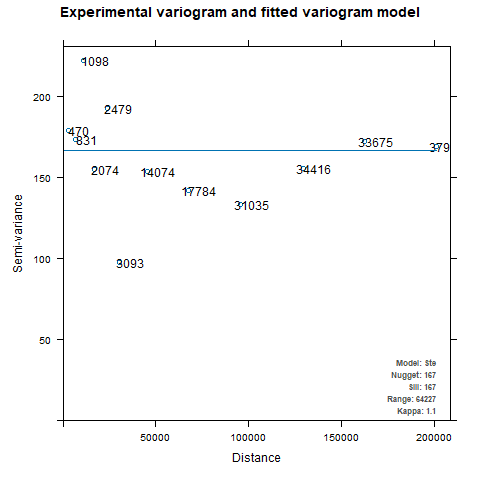 Experimental variogram and fitted variogram model
1098
2479
470
831
33675
379
2074
14074
34416
17784
31035
3093
200
150
100
50
Semi-variance
Model: Ste
Nugget: 167
Sill: 167
Range: 64227
Kappa: 1.1
50000
100000
150000
200000
Distance